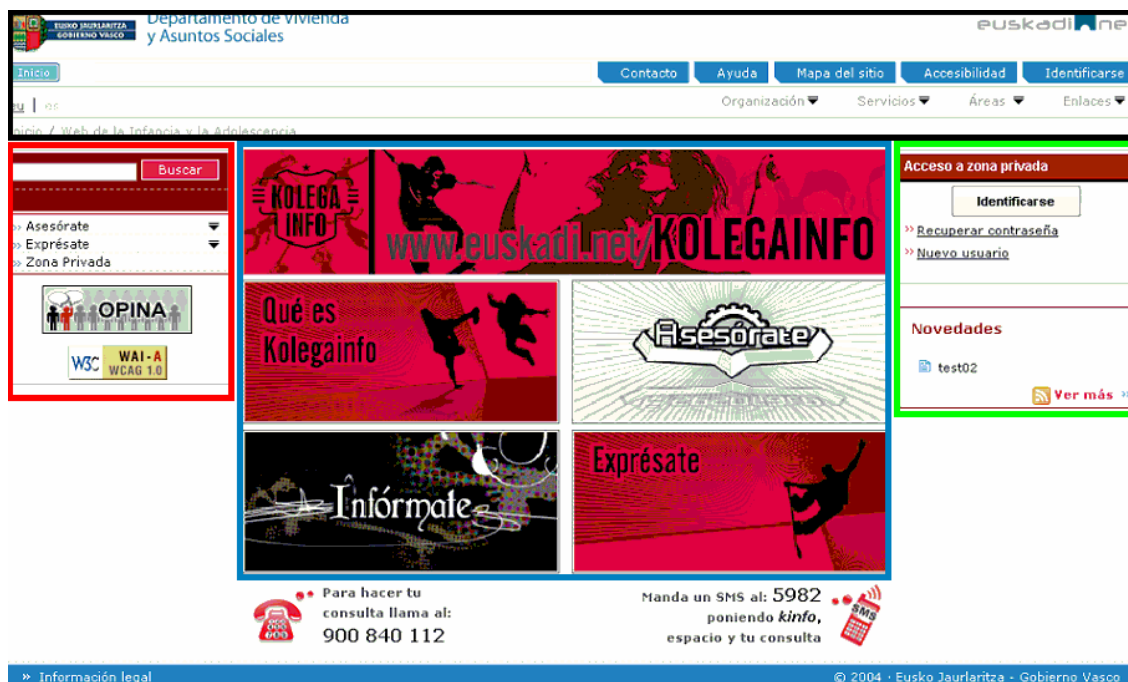 Departamento de Vivienda
y Asuntos Sociales
EUSKO JAURLARITZA
GOBIERNO VASCO
euskadi.net
Inicio
Contacto
Ayuda
Mapa del sitio
Accesibilidad
Identificarse
eu | es
Organización
Servicios
Áreas
Enlaces
Inicio / Web de la Infancia y la Adolescencia
Buscar
» Asesórate
» Exprésate
» Zona Privada
OPINA
W3C WAI-A
WCAG 1.0
KOLEGA
INFO
www.euskadi.net/KOLEGAINFO
Qué es
Kolegainfo
Asesórate
Infórmate
Exprésate
Acceso a zona privada
Identificarse
» Recuperar contraseña
» Nuevo usuario
Novedades
test02
Ver más »
Para hacer tu
consulta llama al:
900 840 112
Manda un SMS al: 5982
poniendo kinfo,
espacio y tu consulta
SMS
» Información legal
© 2004 · Eusko Jaurlaritza - Gobierno Vasco